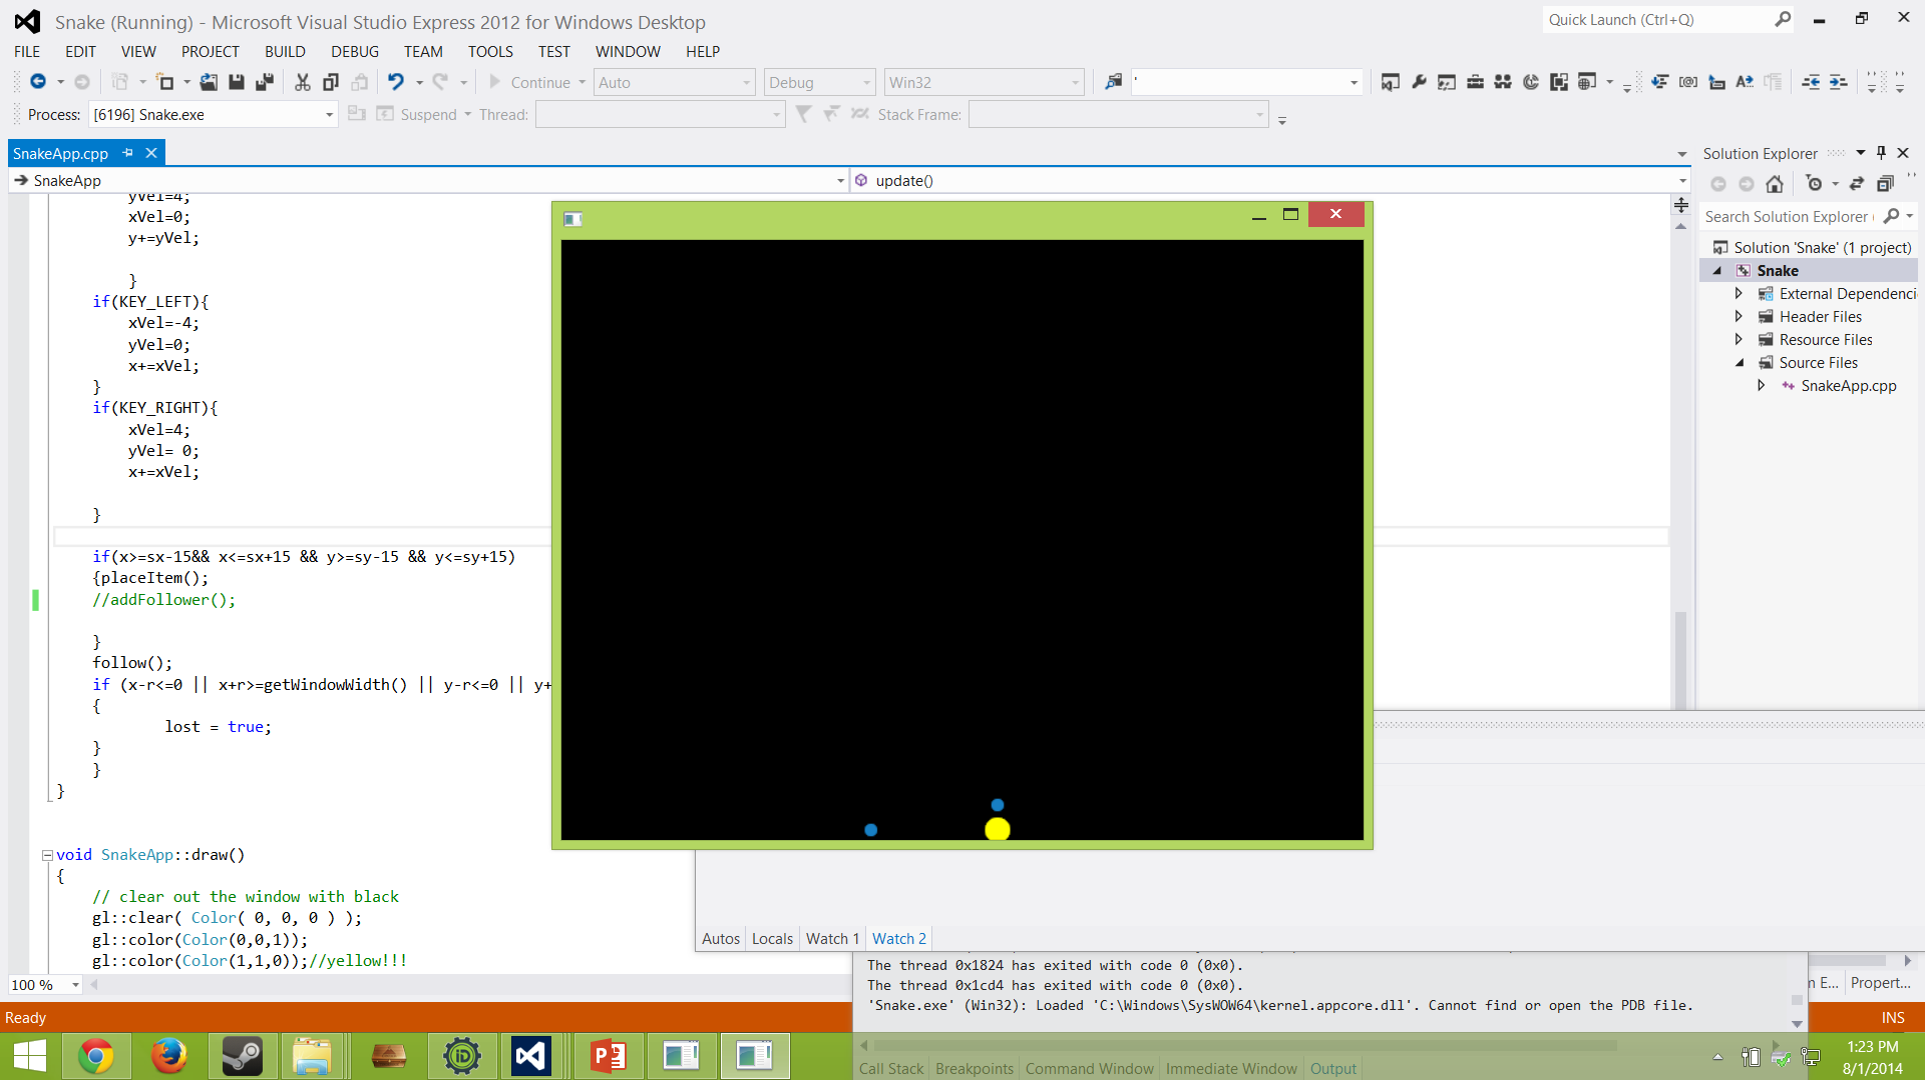 Snake (Running) - Microsoft Visual Studio Express 2012 for Windows Desktop
Quick Launch (Ctrl+Q)
FILE EDIT VIEW PROJECT BUILD DEBUG TEAM TOOLS TEST WINDOW HELP
Continue Auto Debug Win32 '
Process: [6196] Snake.exe Suspend Thread: Stack Frame:
SnakeApp.cpp
SnakeApp update()
yVel=4;
xVel=0;
y+=yVel;
}
if(KEY_LEFT){
xVel=-4;
yVel=0;
x+=xVel;
}
if(KEY_RIGHT){
xVel=4;
yVel= 0;
x+=xVel;
}
if(x>=sx-15&& x<=sx+15 && y>=sy-15 && y<=sy+15)
{placeItem();
//addFollower();
}
follow();
if (x-r<=0 || x+r>=getWindowWidth() || y-r<=0 || y+
{
lost = true;
}
}
}
void SnakeApp::draw()
{
// clear out the window with black
gl::clear( Color( 0, 0, 0 ) );
gl::color(Color(0,0,1));
gl::color(Color(1,1,0));//yellow!!!
100 %
Solution Explorer
Search Solution Explorer (
Solution 'Snake' (1 project)
Snake
External Dependenci
Header Files
Resource Files
Source Files
SnakeApp.cpp
Autos Locals Watch 1 Watch 2
The thread 0x1824 has exited with code 0 (0x0).
The thread 0x1cd4 has exited with code 0 (0x0).
'Snake.exe' (Win32): Loaded 'C:\Windows\SysWOW64\kernel.appcore.dll'. Cannot find or open the PDB file.
n E... Propert...
Ready INS
Call Stack Breakpoints Command Window Immediate Window Output
1:23 PM
8/1/2014